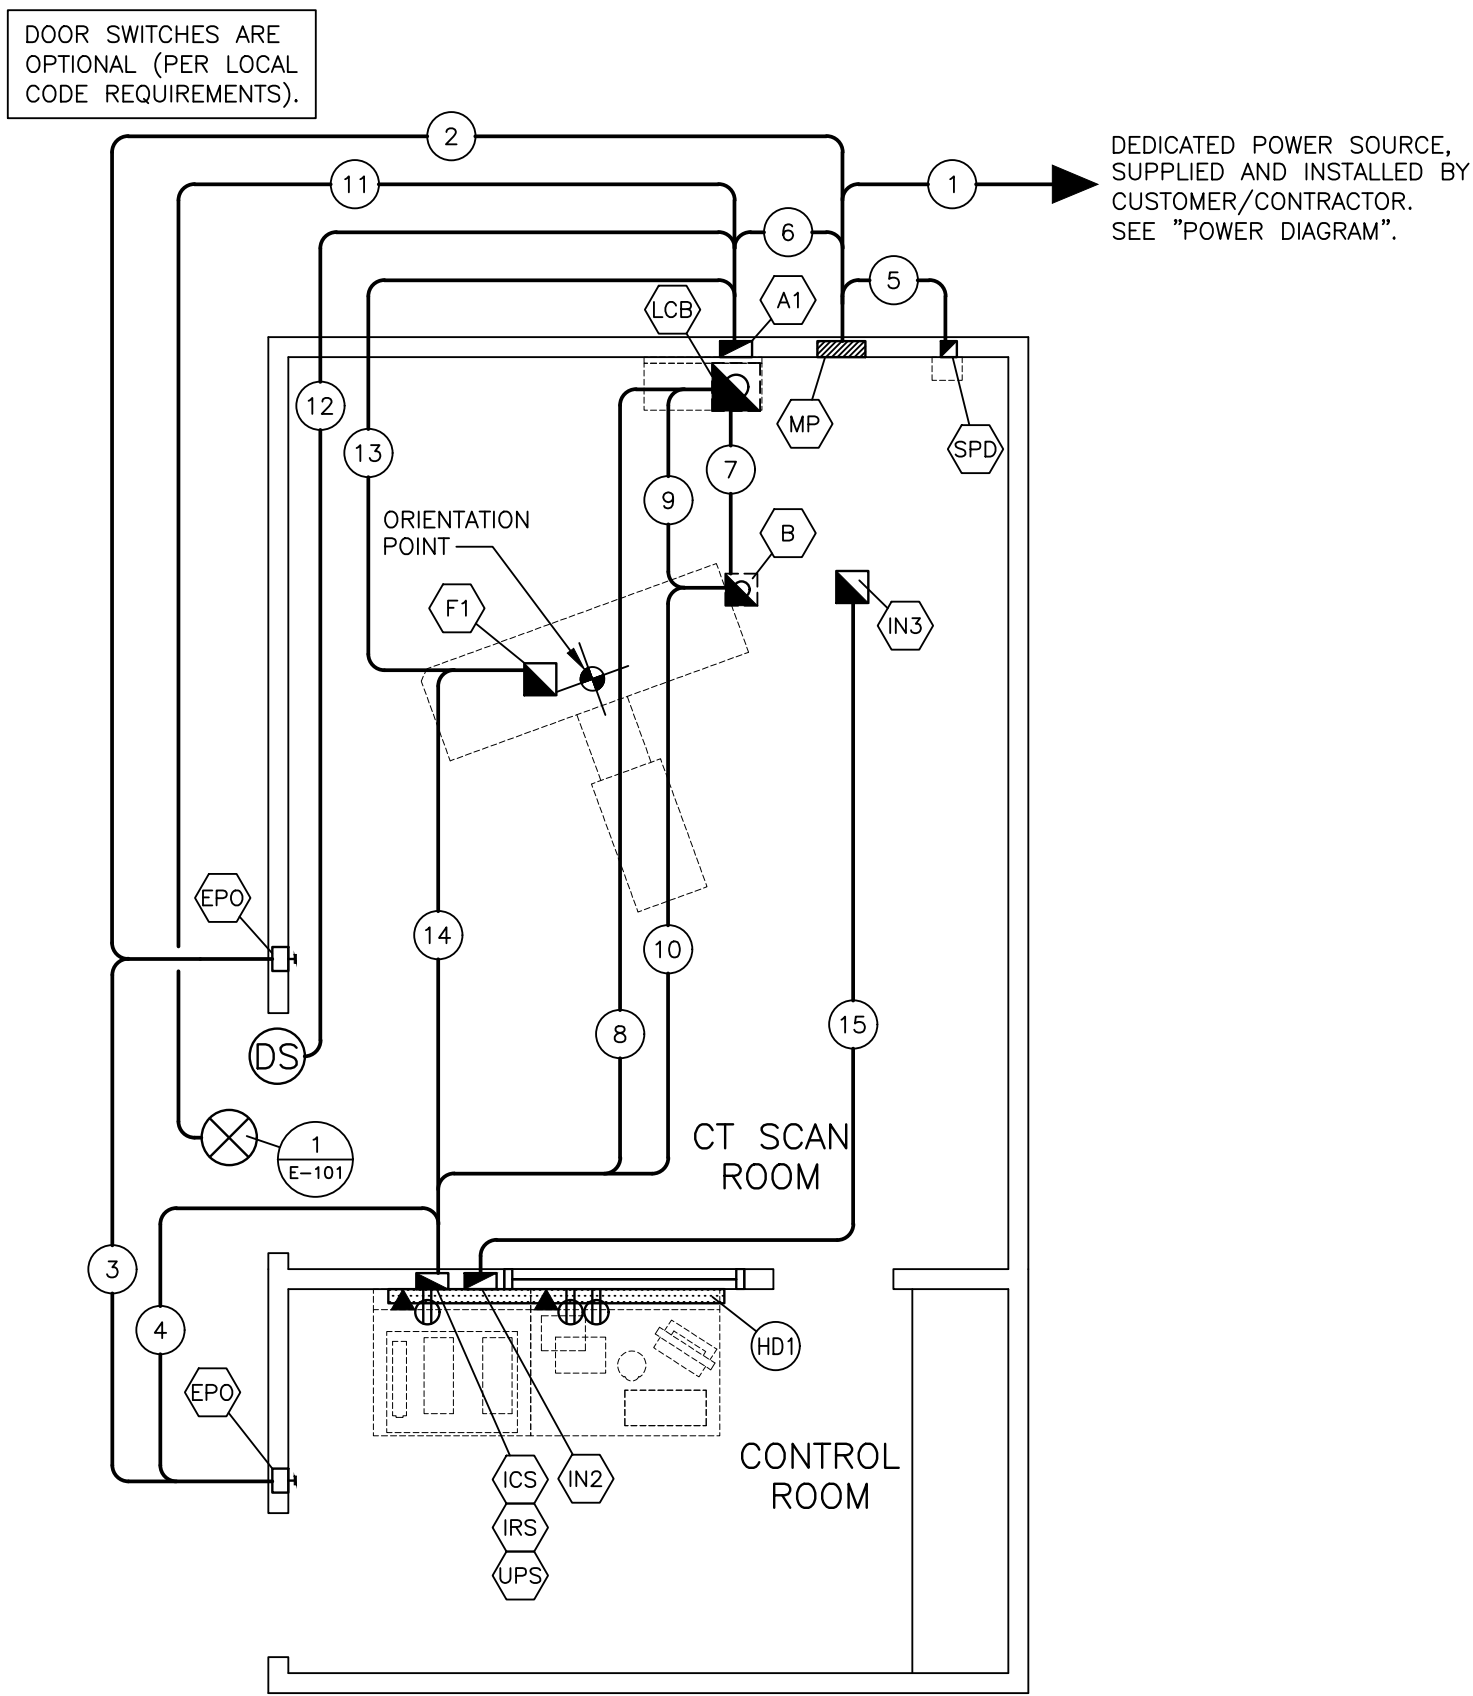 DOOR SWITCHES ARE
OPTIONAL (PER LOCAL
CODE REQUIREMENTS).
2
11
1
DEDICATED POWER SOURCE,
SUPPLIED AND INSTALLED BY
CUSTOMER/CONTRACTOR.
SEE "POWER DIAGRAM".
6
5
LCB
A1
12
13
MP
SPD
7
9
ORIENTATION
POINT
B
F1
IN3
EPO
14
10
8
15
DS
1
E-101
CT SCAN
ROOM
3
4
HD1
EPO
CONTROL
ROOM
ICS
IN2
IRS
UPS